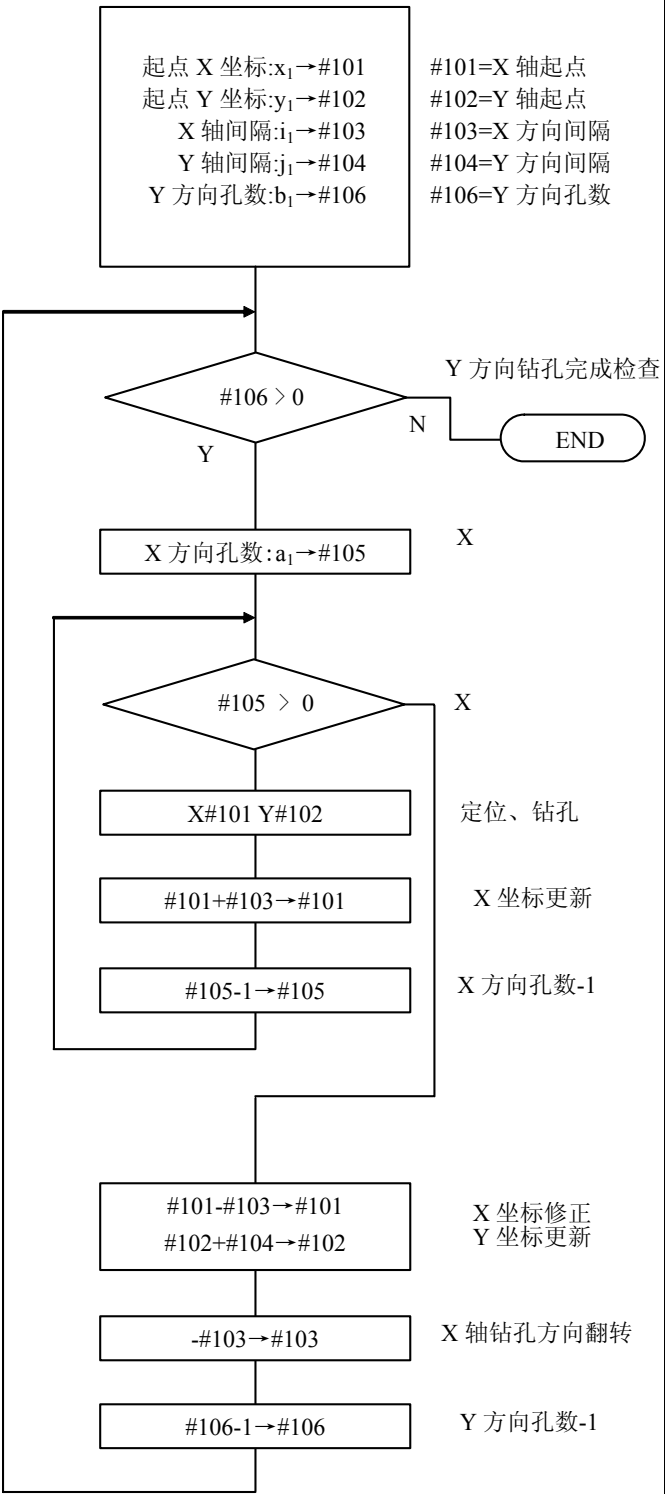 起点 X 坐标:x₁→#101 #101=X 轴起点
起点 Y 坐标:y₁→#102 #102=Y 轴起点
X 轴间隔:i₁→#103 #103=X 方向间隔
Y 轴间隔:j₁→#104 #104=Y 方向间隔
Y 方向孔数:b₁→#106 #106=Y 方向孔数
Y 方向钻孔完成检查
#106﹥0
N
END
Y
X 方向孔数:a₁→#105
X
#105 ﹥ 0
X
X#101 Y#102
定位、钻孔
#101+#103→#101
X 坐标更新
#105-1→#105
X 方向孔数-1
#101-#103→#101
X 坐标修正
#102+#104→#102
Y 坐标更新
-#103→#103
X 轴钻孔方向翻转
#106-1→#106
Y 方向孔数-1